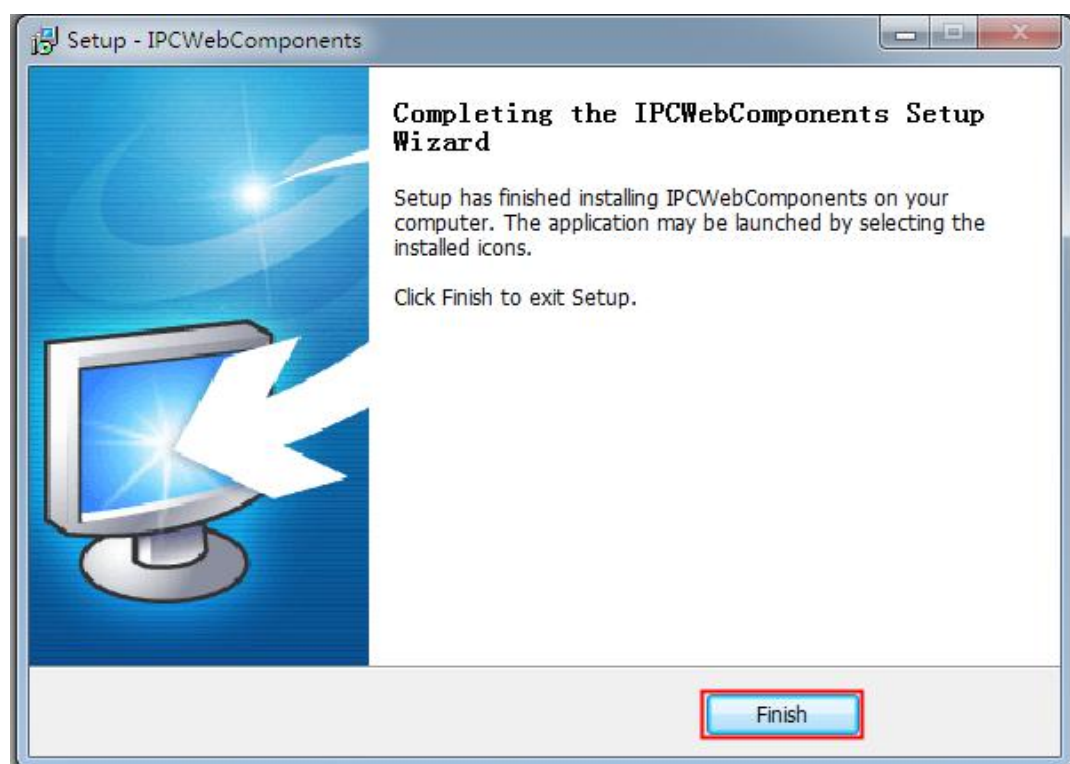 Setup - IPCWebComponents
Completing the IPCWebComponents Setup
Wizard
Setup has finished installing IPCWebComponents on your
computer. The application may be launched by selecting the
installed icons.
Click Finish to exit Setup.
Finish